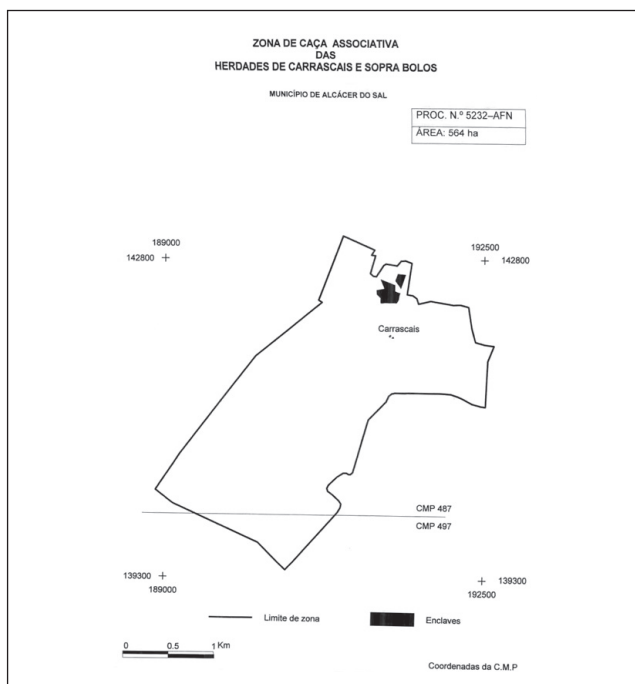 ZONA DE CAÇA ASSOCIATIVA
DAS
HERDADES DE CARRASCAIS E SOPRA BOLOS
MUNICÍPIO DE ALCÁCER DO SAL
PROC. N.º 5232–AFN
ÁREA: 564 ha
189000
142800
192500
142800
Carrascais
CMP 487
CMP 497
139300
189000
139300
192500
Limite de zona
Enclaves
0 0.5 1 Km
Coordenadas da C.M.P